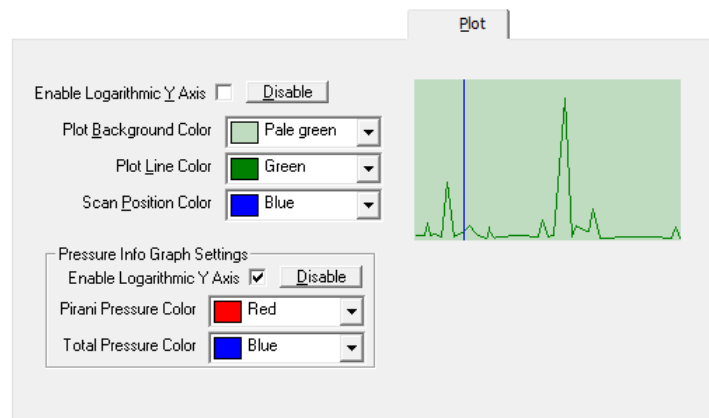 Plot
Enable Logarithmic Y Axis Disable
Plot Background Color Pale green
Plot Line Color Green
Scan Position Color Blue
Pressure Info Graph Settings
Enable Logarithmic Y Axis Disable
Pirani Pressure Color Red
Total Pressure Color Blue